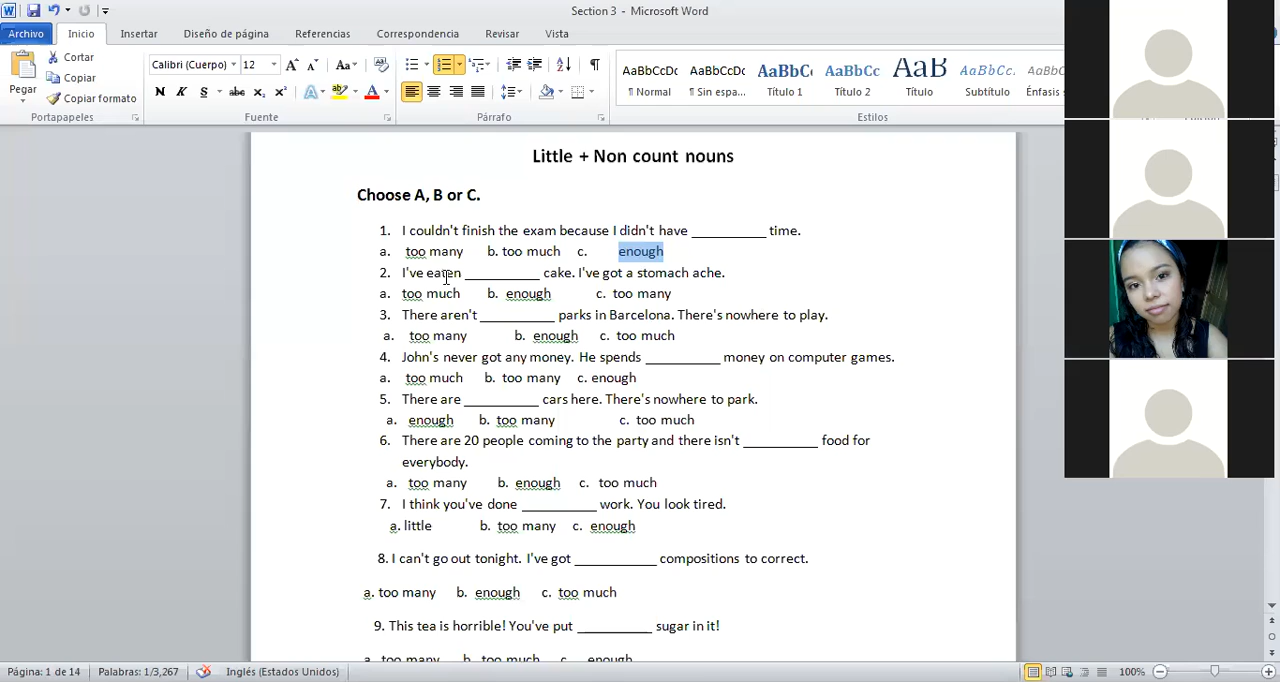 Section 3 - Microsoft Word
Archivo Inicio Insertar Diseño de página Referencias Correspondencia Revisar Vista
Cortar
Copiar
Copiar formato
Pegar
Portapapeles
Calibri (Cuerpo) 12
Fuente
Párrafo
AaBbCcDc AaBbCcDc AaBbC AaBbCc AaB AaBbCc. AaBbC
¶ Normal ¶ Sin espa... Título 1 Título 2 Título Subtítulo Énfasis
Estilos
Little + Non count nouns
Choose A, B or C.
1. I couldn't finish the exam because I didn't have __________ time.
a. too many b. too much c. enough
2. I've eaten __________ cake. I've got a stomach ache.
a. too much b. enough c. too many
3. There aren't __________ parks in Barcelona. There's nowhere to play.
a. too many b. enough c. too much
4. John's never got any money. He spends __________ money on computer games.
a. too much b. too many c. enough
5. There are __________ cars here. There's nowhere to park.
a. enough b. too many c. too much
6. There are 20 people coming to the party and there isn't __________ food for
everybody.
a. too many b. enough c. too much
7. I think you've done __________ work. You look tired.
a. little b. too many c. enough
8. I can't go out tonight. I've got ___________ compositions to correct.
a. too many b. enough c. too much
9. This tea is horrible! You've put __________ sugar in it!
a. too many b. too much c. enough
Página: 1 de 14 Palabras: 1/3,267 Inglés (Estados Unidos) 100%